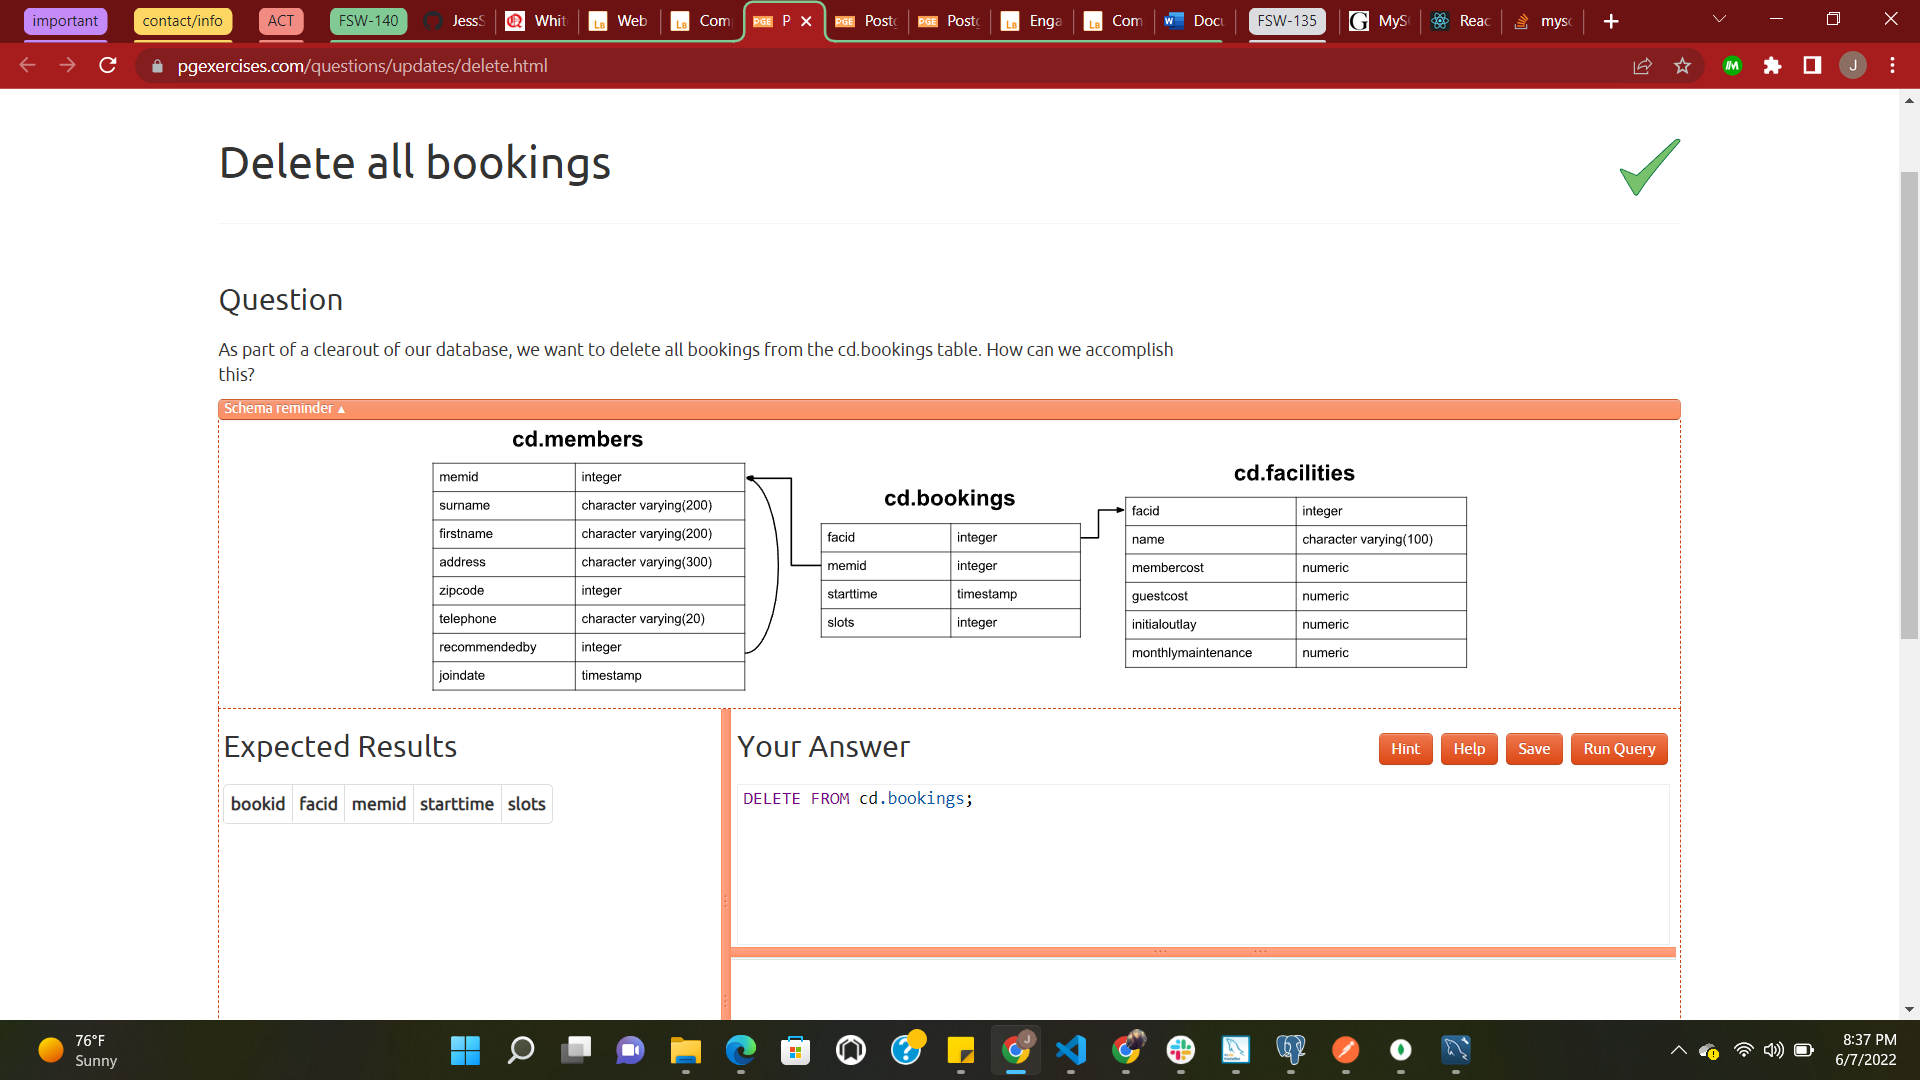 important
contact/info
ACT
FSW-140
JessS
Whit
Web
Com
P
Post
Post
Enga
Com
Docu
FSW-135
MyS
Reac
mys
pgexercises.com/questions/updates/delete.html
J
Delete all bookings
Question
As part of a clearout of our database, we want to delete all bookings from the cd.bookings table. How can we accomplish
this?
Schema reminder ▲
cd.members
memid integer
surname character varying(200)
firstname character varying(200)
address character varying(300)
zipcode integer
telephone character varying(20)
recommendedby integer
joindate timestamp
cd.bookings
facid integer
memid integer
starttime timestamp
slots integer
cd.facilities
facid integer
name character varying(100)
membercost numeric
guestcost numeric
initialoutlay numeric
monthlymaintenance numeric
Expected Results
bookid facid memid starttime slots
Your Answer
Hint
Help
Save
Run Query
DELETE FROM cd.bookings;
76°F
Sunny
8:37 PM
6/7/2022